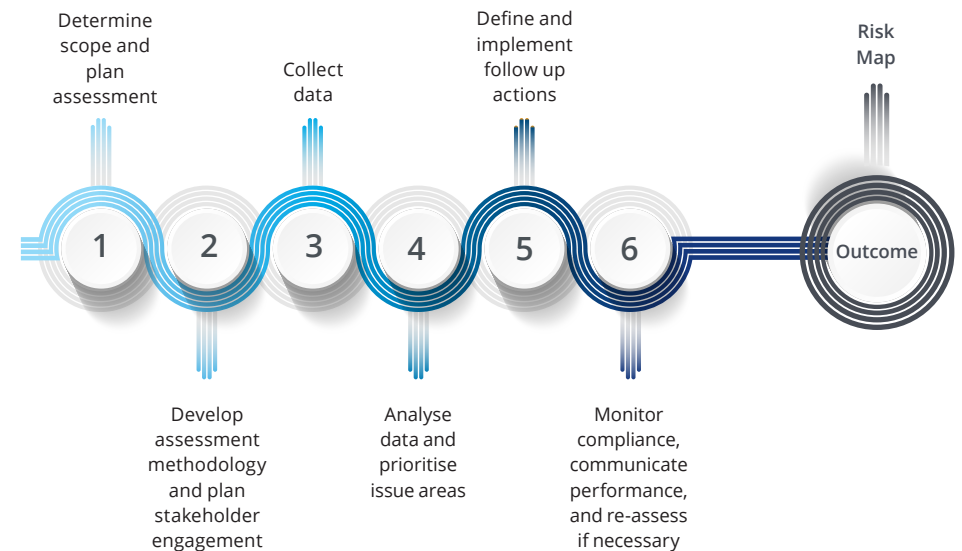 Determine
scope and
plan
assessment
Collect
data
Define and
implement
follow up
actions
Risk
Map
1
2
3
4
5
6
Outcome
Develop
assessment
methodology
and plan
stakeholder
engagement
Analyse
data and
prioritise
issue areas
Monitor
compliance,
communicate
performance,
and re-assess
if necessary